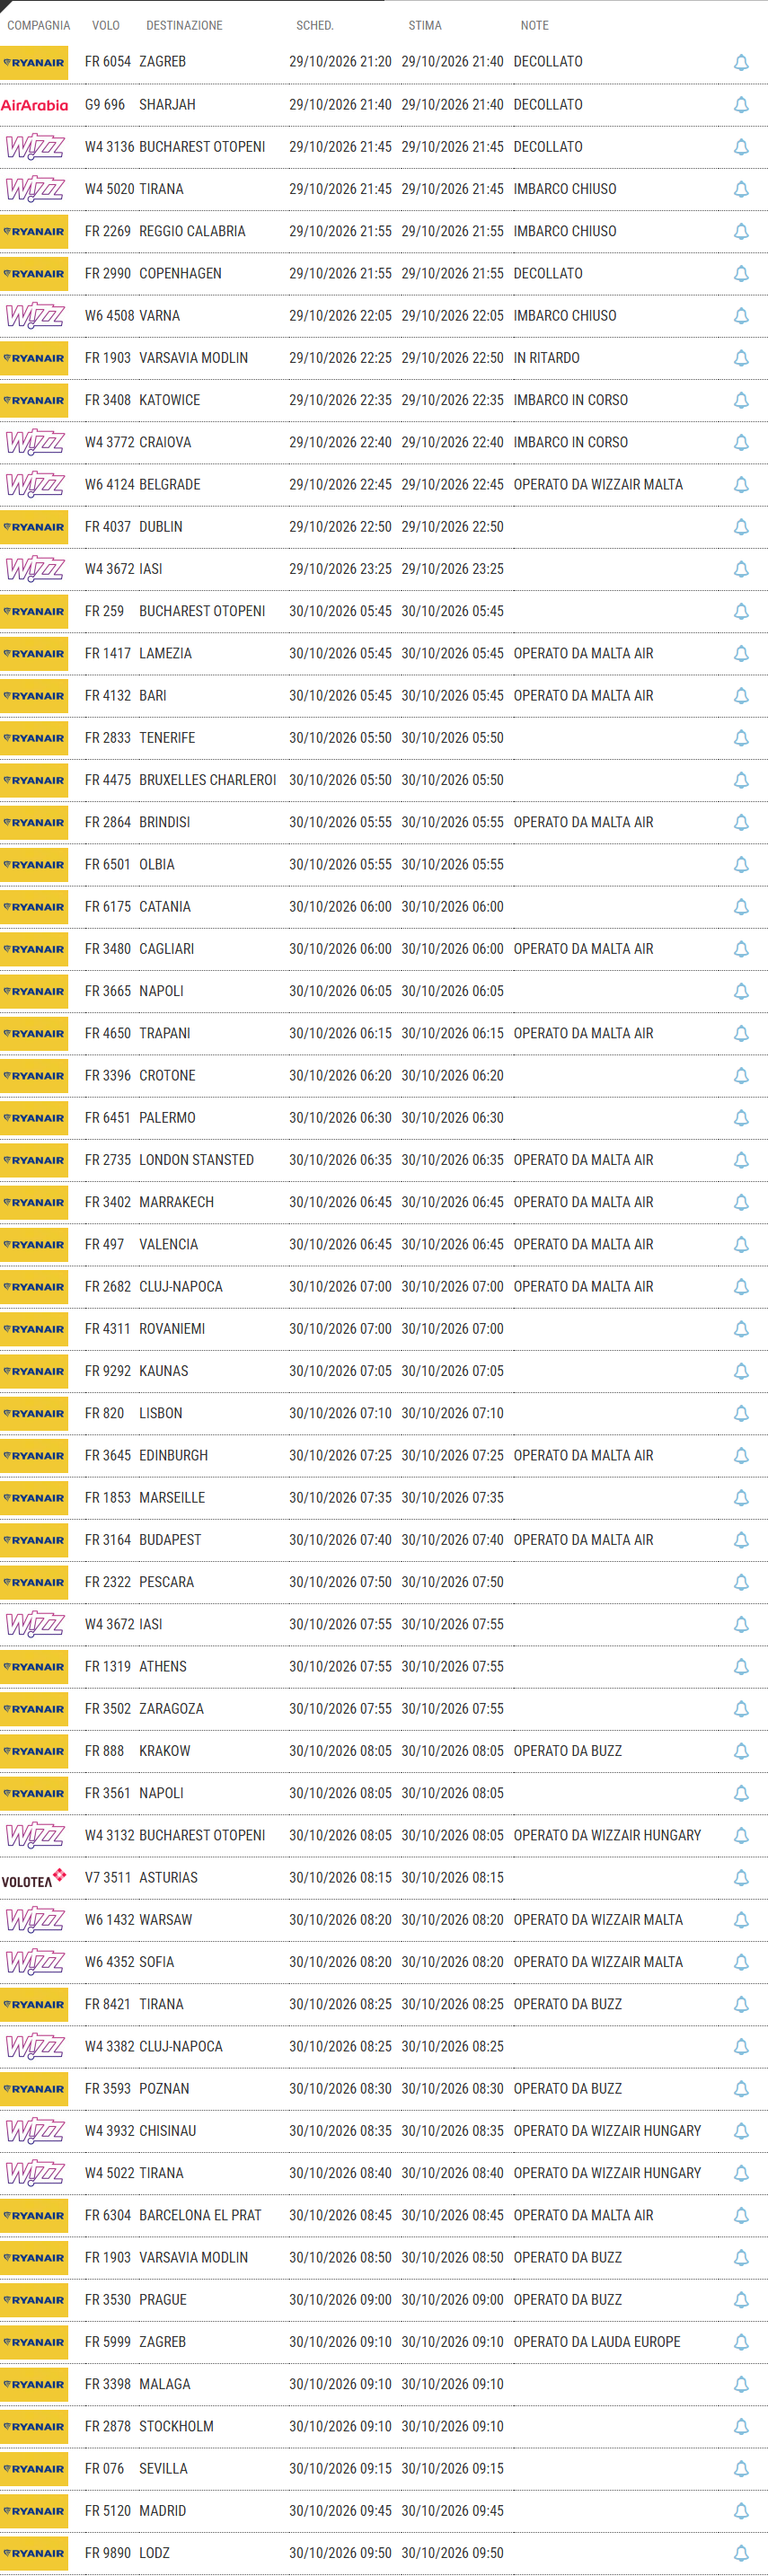 COMPAGNIA VOLO DESTINAZIONE SCHED. STIMA NOTE
RYANAIR FR 6054 ZAGREB 29/10/2026 21:20 29/10/2026 21:40 DECOLLATO
AirArabia G9 696 SHARJAH 29/10/2026 21:40 29/10/2026 21:40 DECOLLATO
WIZZ W4 3136 BUCHAREST OTOPENI 29/10/2026 21:45 29/10/2026 21:45 DECOLLATO
WIZZ W4 5020 TIRANA 29/10/2026 21:45 29/10/2026 21:45 IMBARCO CHIUSO
RYANAIR FR 2269 REGGIO CALABRIA 29/10/2026 21:55 29/10/2026 21:55 IMBARCO CHIUSO
RYANAIR FR 2990 COPENHAGEN 29/10/2026 21:55 29/10/2026 21:55 DECOLLATO
WIZZ W6 4508 VARNA 29/10/2026 22:05 29/10/2026 22:05 IMBARCO CHIUSO
RYANAIR FR 1903 VARSAVIA MODLIN 29/10/2026 22:25 29/10/2026 22:50 IN RITARDO
RYANAIR FR 3408 KATOWICE 29/10/2026 22:35 29/10/2026 22:35 IMBARCO IN CORSO
WIZZ W4 3772 CRAIOVA 29/10/2026 22:40 29/10/2026 22:40 IMBARCO IN CORSO
WIZZ W6 4124 BELGRADE 29/10/2026 22:45 29/10/2026 22:45 OPERATO DA WIZZAIR MALTA
RYANAIR FR 4037 DUBLIN 29/10/2026 22:50 29/10/2026 22:50
WIZZ W4 3672 IASI 29/10/2026 23:25 29/10/2026 23:25
RYANAIR FR 259 BUCHAREST OTOPENI 30/10/2026 05:45 30/10/2026 05:45
RYANAIR FR 1417 LAMEZIA 30/10/2026 05:45 30/10/2026 05:45 OPERATO DA MALTA AIR
RYANAIR FR 4132 BARI 30/10/2026 05:45 30/10/2026 05:45 OPERATO DA MALTA AIR
RYANAIR FR 2833 TENERIFE 30/10/2026 05:50 30/10/2026 05:50
RYANAIR FR 4475 BRUXELLES CHARLEROI 30/10/2026 05:50 30/10/2026 05:50
RYANAIR FR 2864 BRINDISI 30/10/2026 05:55 30/10/2026 05:55 OPERATO DA MALTA AIR
RYANAIR FR 6501 OLBIA 30/10/2026 05:55 30/10/2026 05:55
RYANAIR FR 6175 CATANIA 30/10/2026 06:00 30/10/2026 06:00
RYANAIR FR 3480 CAGLIARI 30/10/2026 06:00 30/10/2026 06:00 OPERATO DA MALTA AIR
RYANAIR FR 3665 NAPOLI 30/10/2026 06:05 30/10/2026 06:05
RYANAIR FR 4650 TRAPANI 30/10/2026 06:15 30/10/2026 06:15 OPERATO DA MALTA AIR
RYANAIR FR 3396 CROTONE 30/10/2026 06:20 30/10/2026 06:20
RYANAIR FR 6451 PALERMO 30/10/2026 06:30 30/10/2026 06:30
RYANAIR FR 2735 LONDON STANSTED 30/10/2026 06:35 30/10/2026 06:35 OPERATO DA MALTA AIR
RYANAIR FR 3402 MARRAKECH 30/10/2026 06:45 30/10/2026 06:45 OPERATO DA MALTA AIR
RYANAIR FR 497 VALENCIA 30/10/2026 06:45 30/10/2026 06:45 OPERATO DA MALTA AIR
RYANAIR FR 2682 CLUJ-NAPOCA 30/10/2026 07:00 30/10/2026 07:00 OPERATO DA MALTA AIR
RYANAIR FR 4311 ROVANIEMI 30/10/2026 07:00 30/10/2026 07:00
RYANAIR FR 9292 KAUNAS 30/10/2026 07:05 30/10/2026 07:05
RYANAIR FR 820 LISBON 30/10/2026 07:10 30/10/2026 07:10
RYANAIR FR 3645 EDINBURGH 30/10/2026 07:25 30/10/2026 07:25 OPERATO DA MALTA AIR
RYANAIR FR 1853 MARSEILLE 30/10/2026 07:35 30/10/2026 07:35
RYANAIR FR 3164 BUDAPEST 30/10/2026 07:40 30/10/2026 07:40 OPERATO DA MALTA AIR
RYANAIR FR 2322 PESCARA 30/10/2026 07:50 30/10/2026 07:50
WIZZ W4 3672 IASI 30/10/2026 07:55 30/10/2026 07:55
RYANAIR FR 1319 ATHENS 30/10/2026 07:55 30/10/2026 07:55
RYANAIR FR 3502 ZARAGOZA 30/10/2026 07:55 30/10/2026 07:55
RYANAIR FR 888 KRAKOW 30/10/2026 08:05 30/10/2026 08:05 OPERATO DA BUZZ
RYANAIR FR 3561 NAPOLI 30/10/2026 08:05 30/10/2026 08:05
WIZZ W4 3132 BUCHAREST OTOPENI 30/10/2026 08:05 30/10/2026 08:05 OPERATO DA WIZZAIR HUNGARY
VOLOTEA V7 3511 ASTURIAS 30/10/2026 08:15 30/10/2026 08:15
WIZZ W6 1432 WARSAW 30/10/2026 08:20 30/10/2026 08:20 OPERATO DA WIZZAIR MALTA
WIZZ W6 4352 SOFIA 30/10/2026 08:20 30/10/2026 08:20 OPERATO DA WIZZAIR MALTA
RYANAIR FR 8421 TIRANA 30/10/2026 08:25 30/10/2026 08:25 OPERATO DA BUZZ
WIZZ W4 3382 CLUJ-NAPOCA 30/10/2026 08:25 30/10/2026 08:25
RYANAIR FR 3593 POZNAN 30/10/2026 08:30 30/10/2026 08:30 OPERATO DA BUZZ
WIZZ W4 3932 CHISINAU 30/10/2026 08:35 30/10/2026 08:35 OPERATO DA WIZZAIR HUNGARY
WIZZ W4 5022 TIRANA 30/10/2026 08:40 30/10/2026 08:40 OPERATO DA WIZZAIR HUNGARY
RYANAIR FR 6304 BARCELONA EL PRAT 30/10/2026 08:45 30/10/2026 08:45 OPERATO DA MALTA AIR
RYANAIR FR 1903 VARSAVIA MODLIN 30/10/2026 08:50 30/10/2026 08:50 OPERATO DA BUZZ
RYANAIR FR 3530 PRAGUE 30/10/2026 09:00 30/10/2026 09:00 OPERATO DA BUZZ
RYANAIR FR 5999 ZAGREB 30/10/2026 09:10 30/10/2026 09:10 OPERATO DA LAUDA EUROPE
RYANAIR FR 3398 MALAGA 30/10/2026 09:10 30/10/2026 09:10
RYANAIR FR 2878 STOCKHOLM 30/10/2026 09:10 30/10/2026 09:10
RYANAIR FR 076 SEVILLA 30/10/2026 09:15 30/10/2026 09:15
RYANAIR FR 5120 MADRID 30/10/2026 09:45 30/10/2026 09:45
RYANAIR FR 9890 LODZ 30/10/2026 09:50 30/10/2026 09:50